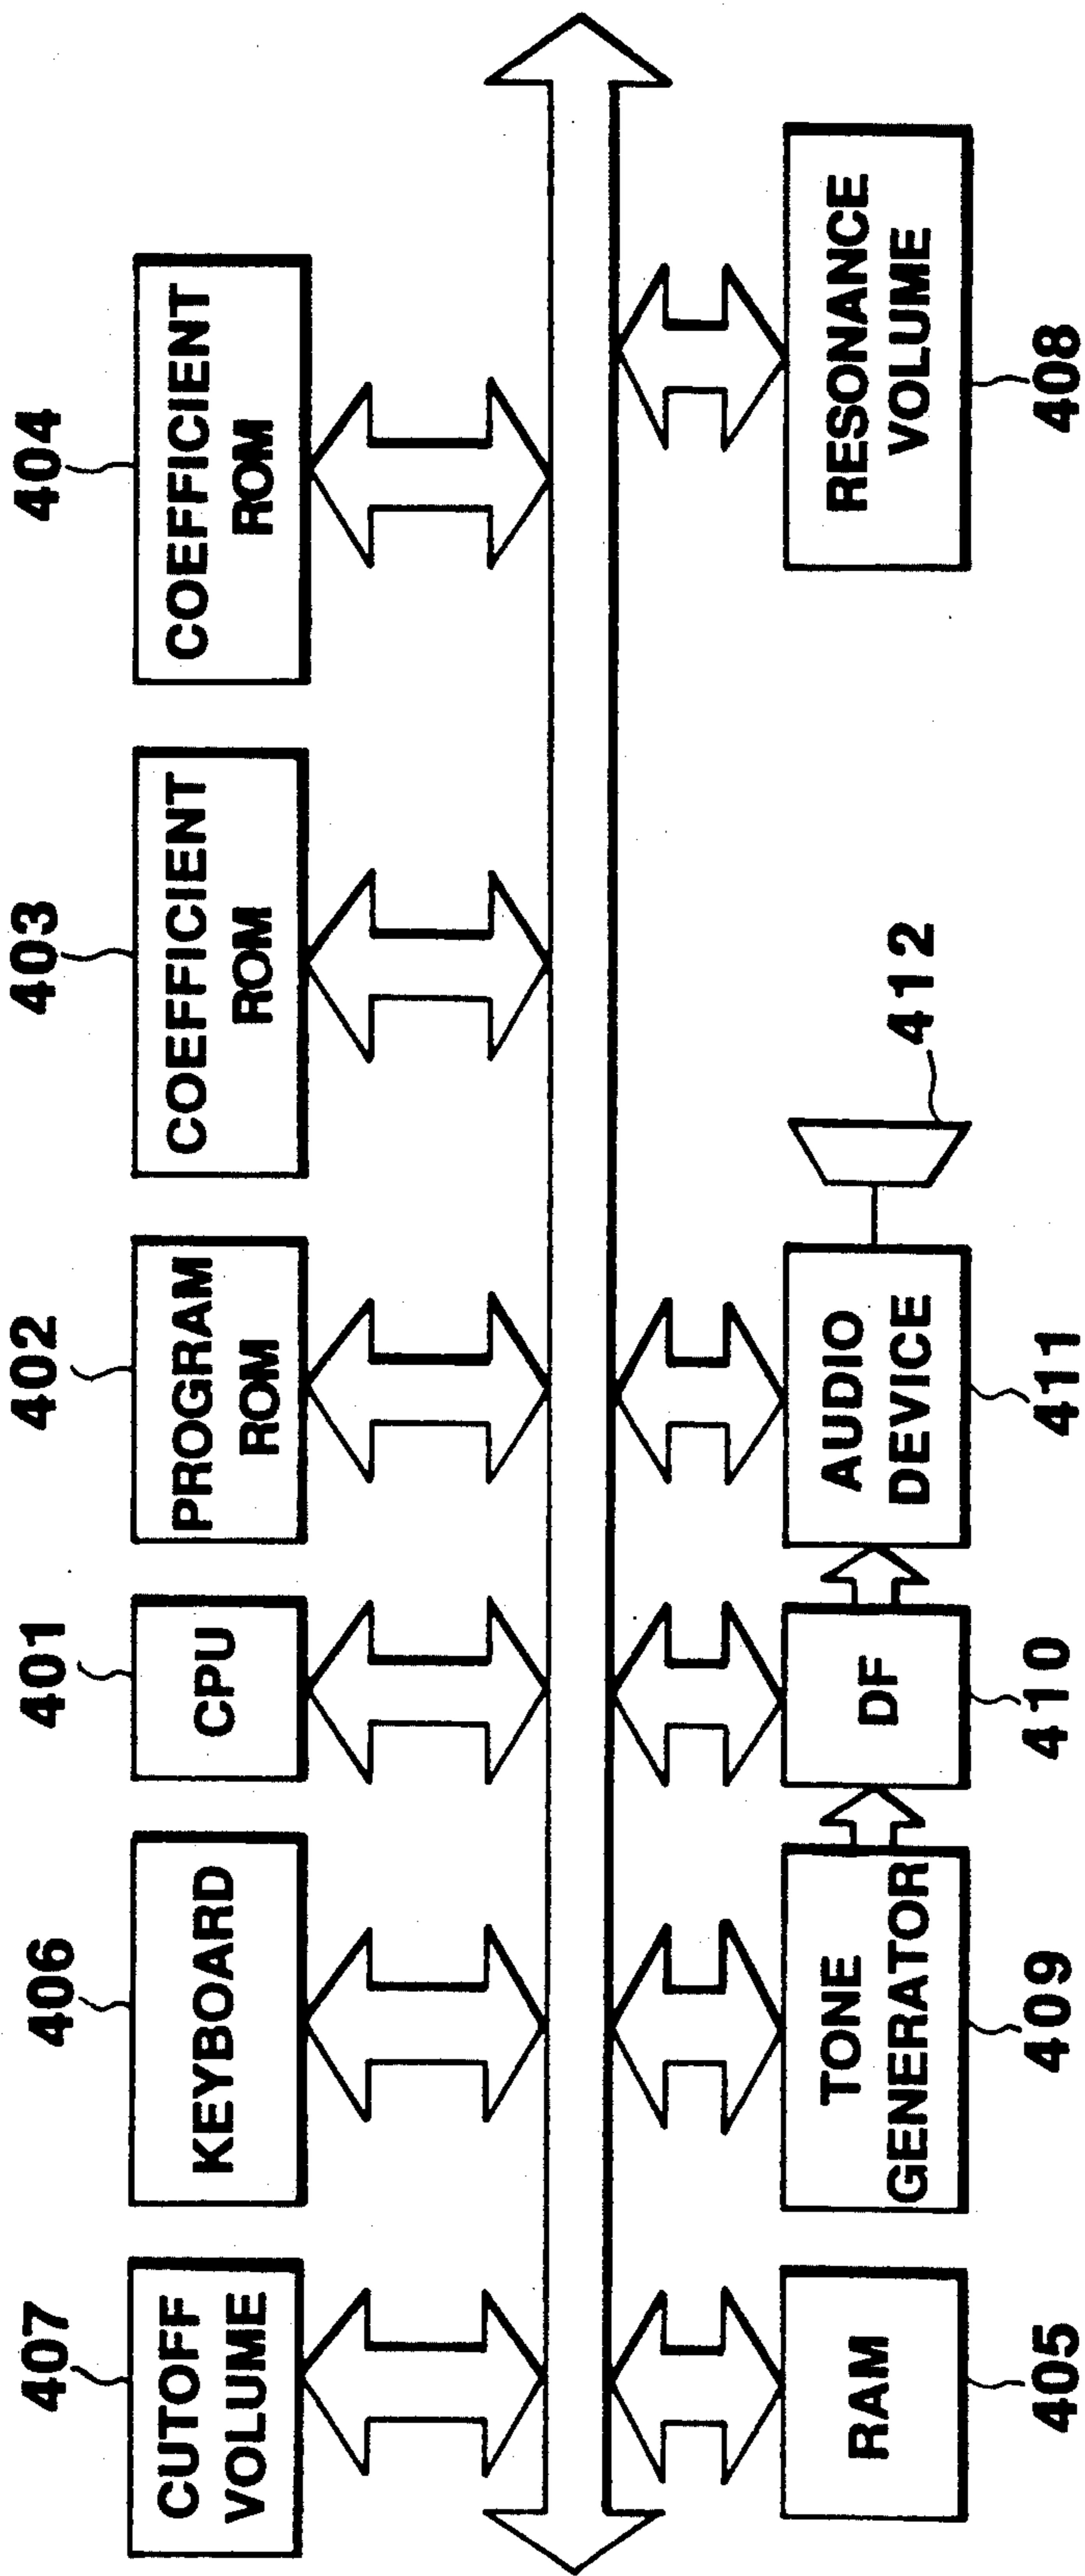 407
CUTOFF
VOLUME
406
KEYBOARD
401
CPU
402
PROGRAM
ROM
403
COEFFICIENT
ROM
404
COEFFICIENT
ROM
RAM
405
TONE
GENERATOR
409
DF
410
AUDIO
DEVICE
411
412
RESONANCE
VOLUME
408